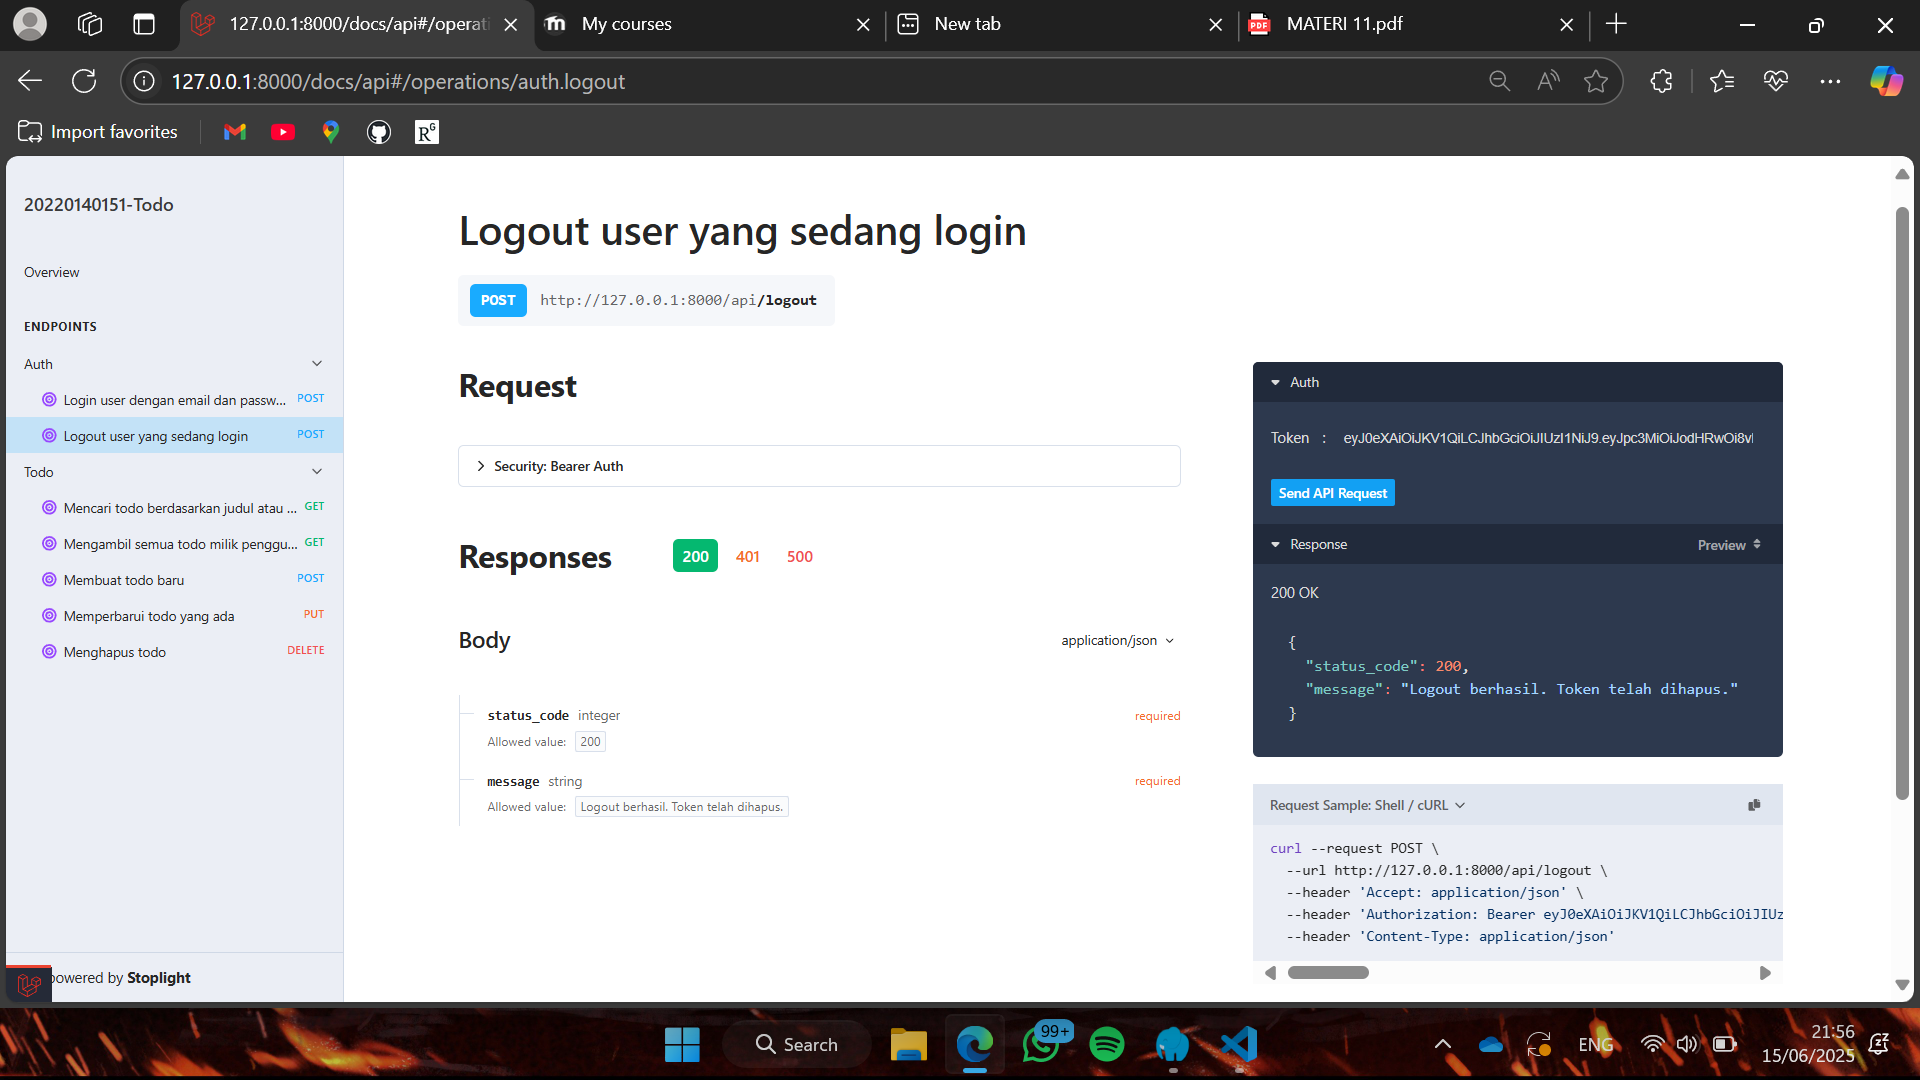 127.0.0.1:8000/docs/api#/operati
My courses
New tab
MATERI 11.pdf
127.0.0.1:8000/docs/api#/operations/auth.logout
Import favorites
20220140151-Todo
Overview
ENDPOINTS
Auth
Login user dengan email dan passw... POST
Logout user yang sedang login POST
Todo
Mencari todo berdasarkan judul atau ... GET
Mengambil semua todo milik penggu... GET
Membuat todo baru POST
Memperbarui todo yang ada PUT
Menghapus todo DELETE
powered by Stoplight
Logout user yang sedang login
POST http://127.0.0.1:8000/api/logout
Request
Security: Bearer Auth
Responses 200 401 500
Body application/json
status_code integer required
Allowed value: 200
message string required
Allowed value: Logout berhasil. Token telah dihapus.
Auth
Token : eyJ0eXAiOiJKV1QiLCJhbGciOiJIUzI1NiJ9.eyJpc3MiOiJodHRwOi8v
Send API Request
Response Preview
200 OK
{
"status_code": 200,
"message": "Logout berhasil. Token telah dihapus."
}
Request Sample: Shell / cURL
curl --request POST \
--url http://127.0.0.1:8000/api/logout \
--header 'Accept: application/json' \
--header 'Authorization: Bearer eyJ0eXAiOiJKV1QiLCJhbGciOiJIUz
--header 'Content-Type: application/json'
Search
99+
ENG
21:56
15/06/2025